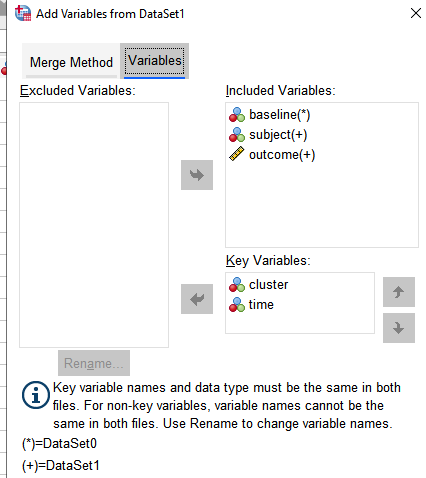 Add Variables from DataSet1
Merge Method Variables
Excluded Variables:
Included Variables:
baseline(*)
subject(+)
outcome(+)
Key Variables:
cluster
time
Rename...
Key variable names and data type must be the same in both
files. For non-key variables, variable names cannot be the
same in both files. Use Rename to change variable names.
(*)=DataSet0
(+)=DataSet1